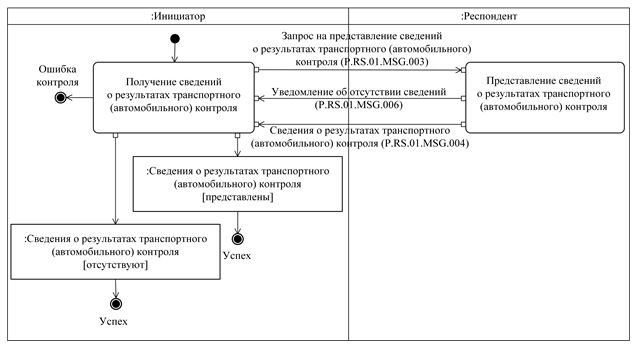 :Инициатор
:Респондент
Запрос на представление сведений
о результатах транспортного (автомобильного)
контроля (P.RS.01.MSG.003)
Ошибка
контроля
Получение сведений
о результатах транспортного
(автомобильного) контроля
Уведомление об отсутствии сведений
(P.RS.01.MSG.006)
Представление сведений
о результатах транспортного
(автомобильного) контроля
Сведения о результатах транспортного
(автомобильного) контроля (P.RS.01.MSG.004)
:Сведения о результатах транспортного
(автомобильного) контроля
[представлены]
Успех
:Сведения о результатах транспортного
(автомобильного) контроля
[отсутствуют]
Успех